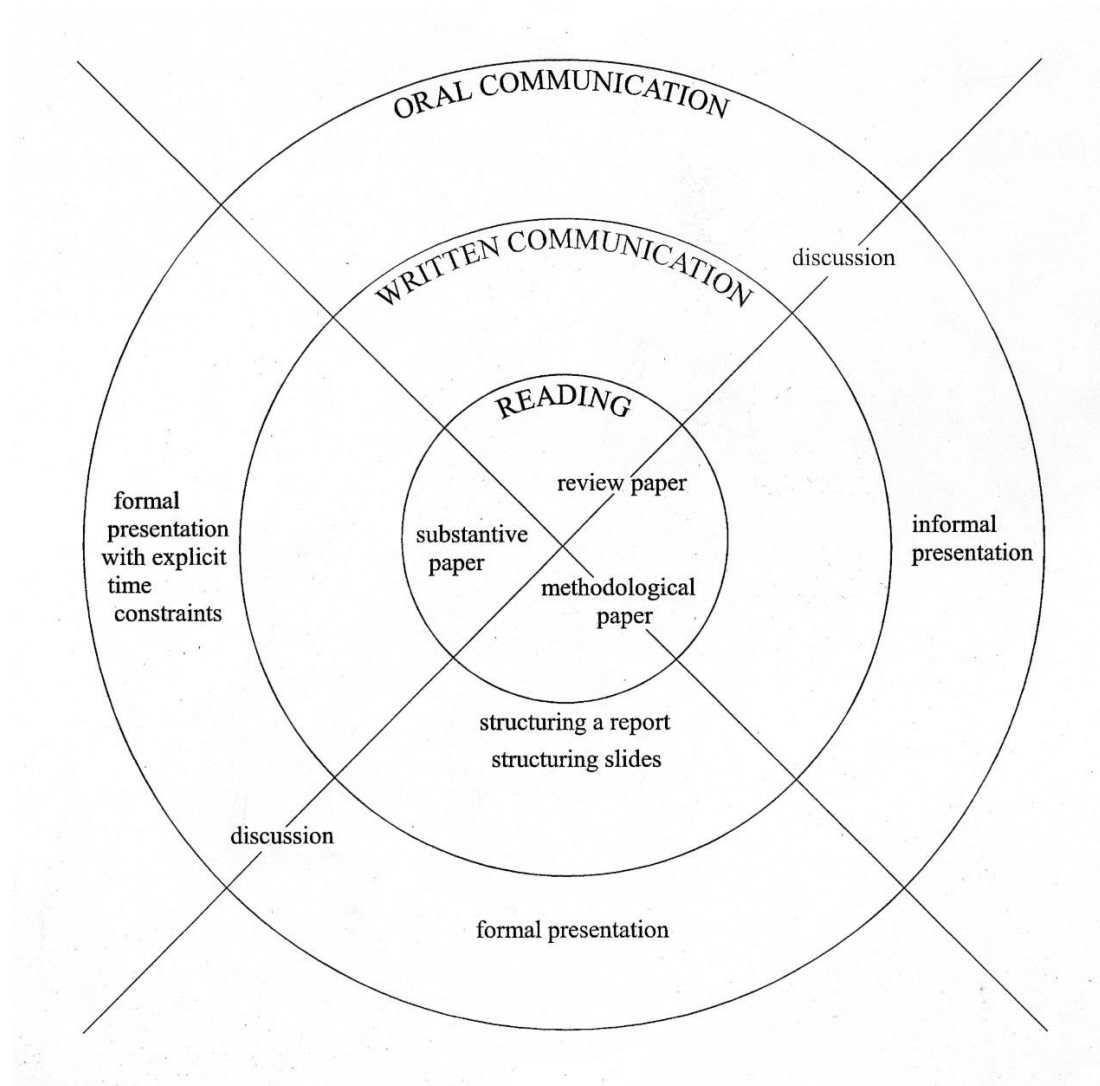 ORAL COMMUNICATION
WRITTEN COMMUNICATION
discussion
READING
review paper
substantive
paper
methodological
paper
formal
presentation
with explicit
time
constraints
informal
presentation
structuring a report
structuring slides
discussion
formal presentation